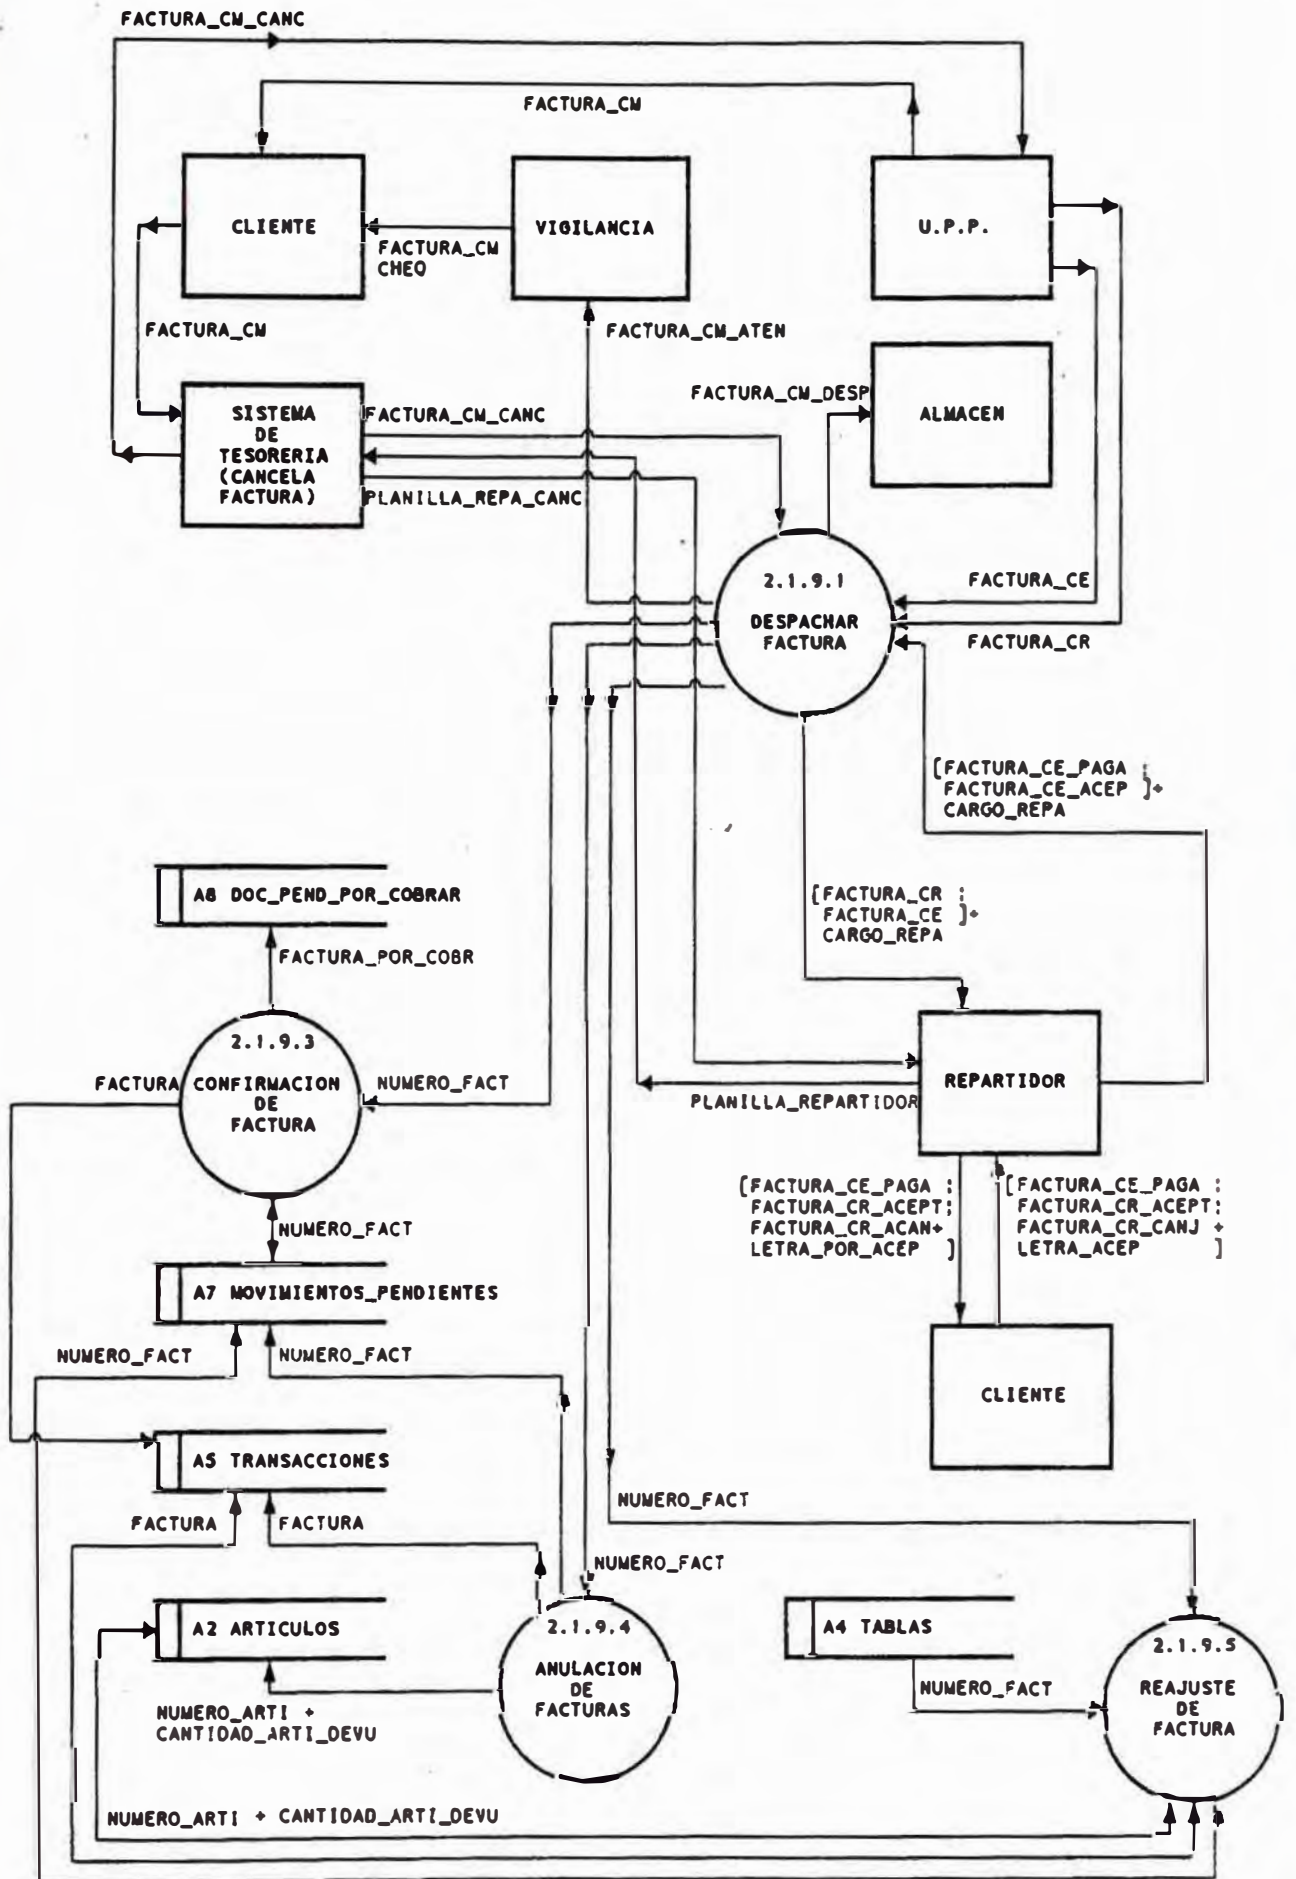 FACTURA_CM_CANC
FACTURA_CM
CLIENTE
VIGILANCIA
U.P.P.
FACTURA_CM
CHEQ
FACTURA_CM
FACTURA_CM_ATEN
FACTURA_CM_DESP
ALMACEN
SISTEMA
DE
TESORERIA
(CANCELA
FACTURA)
FACTURA_CM_CANC
PLANILLA_REPA_CANC
2.1.9.1
DESPACHAR
FACTURA
FACTURA_CE
FACTURA_CR
[FACTURA_CE_PAGA ¦
FACTURA_CE_ACEP ]+
CARGO_REPA
A8 DOC_PEND_POR_COBRAR
[FACTURA_CR ¦
FACTURA_CE ]+
CARGO_REPA
FACTURA_POR_COBR
2.1.9.3
CONFIRMACION
DE
FACTURA
FACTURA
NUMERO_FACT
REPARTIDOR
PLANILLA_REPARTIDOR
[FACTURA_CE_PAGA ¦
FACTURA_CR_ACEPT¦
FACTURA_CR_ACAN+
LETRA_POR_ACEP ]
[FACTURA_CE_PAGA ¦
FACTURA_CR_ACEPT¦
FACTURA_CR_CANJ +
LETRA_ACEP ]
NUMERO_FACT
A7 MOVIMIENTOS_PENDIENTES
NUMERO_FACT
NUMERO_FACT
CLIENTE
A5 TRANSACCIONES
NUMERO_FACT
FACTURA
FACTURA
NUMERO_FACT
A2 ARTICULOS
2.1.9.4
ANULACION
DE
FACTURAS
A4 TABLAS
2.1.9.5
REAJUSTE
DE
FACTURA
NUMERO_FACT
NUMERO_ARTI +
CANTIDAD_ARTI_DEVU
NUMERO_ARTI + CANTIDAD_ARTI_DEVU